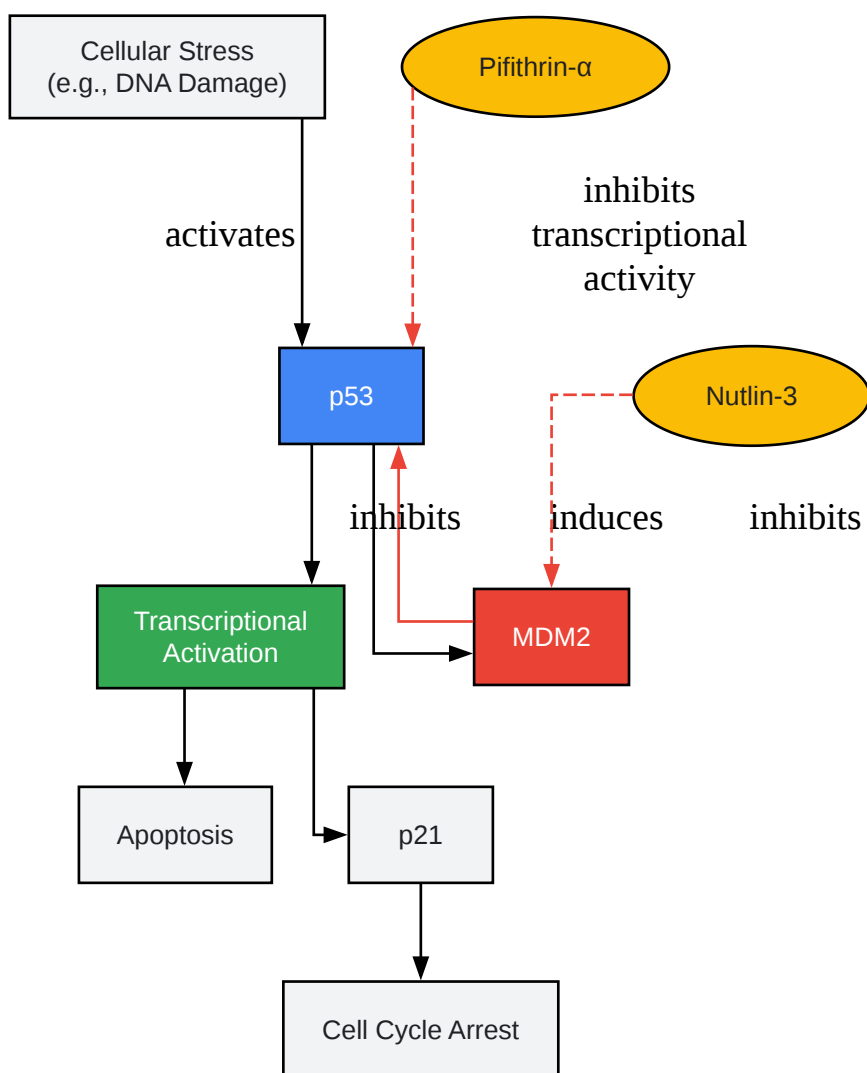 Cellular Stress
(e.g., DNA Damage)
Pifithrin-α
activates
inhibits
transcriptional
activity
p53
Nutlin-3
inhibits
induces
inhibits
Transcriptional
Activation
MDM2
Apoptosis
p21
Cell Cycle Arrest